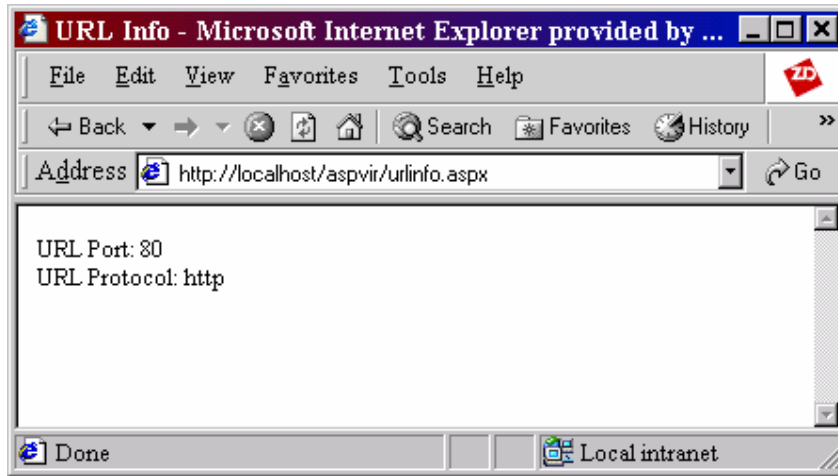 URL Info - Microsoft Internet Explorer provided by ...
File Edit View Favorites Tools Help
ZD
Back Search Favorites History »
Address http://localhost/aspvir/urlinfo.aspx Go
URL Port: 80
URL Protocol: http
Done Local intranet